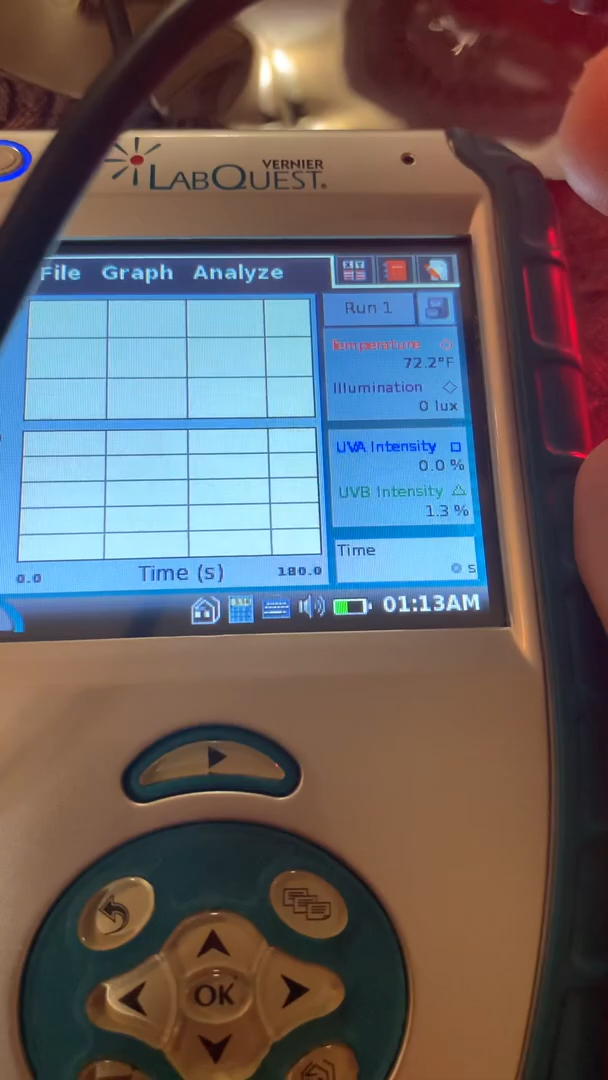 VERNIER
LABQUEST®
File Graph Analyze
Run 1
Temperature
72.2°F
Illumination
0 lux
UVA Intensity
0.0 %
UVB Intensity
1.3 %
Time
s
0.0 Time (s) 180.0
01:13AM
OK